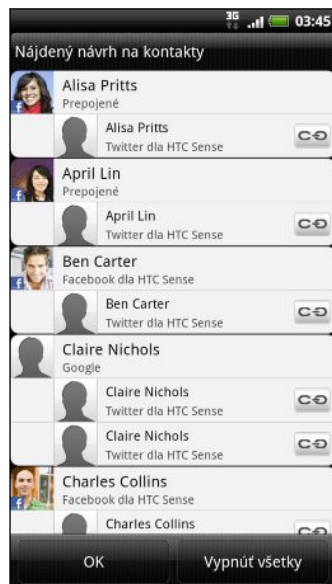 3G
03:45
Nájdený návrh na kontakty
Alisa Pritts
Prepojené
Alisa Pritts
Twitter dla HTC Sense
April Lin
Prepojené
April Lin
Twitter dla HTC Sense
Ben Carter
Facebook dla HTC Sense
Ben Carter
Twitter dla HTC Sense
Claire Nichols
Google
Claire Nichols
Twitter dla HTC Sense
Claire Nichols
Twitter dla HTC Sense
Charles Collins
Facebook dla HTC Sense
Charles Collins
OK
Vypnúť všetky